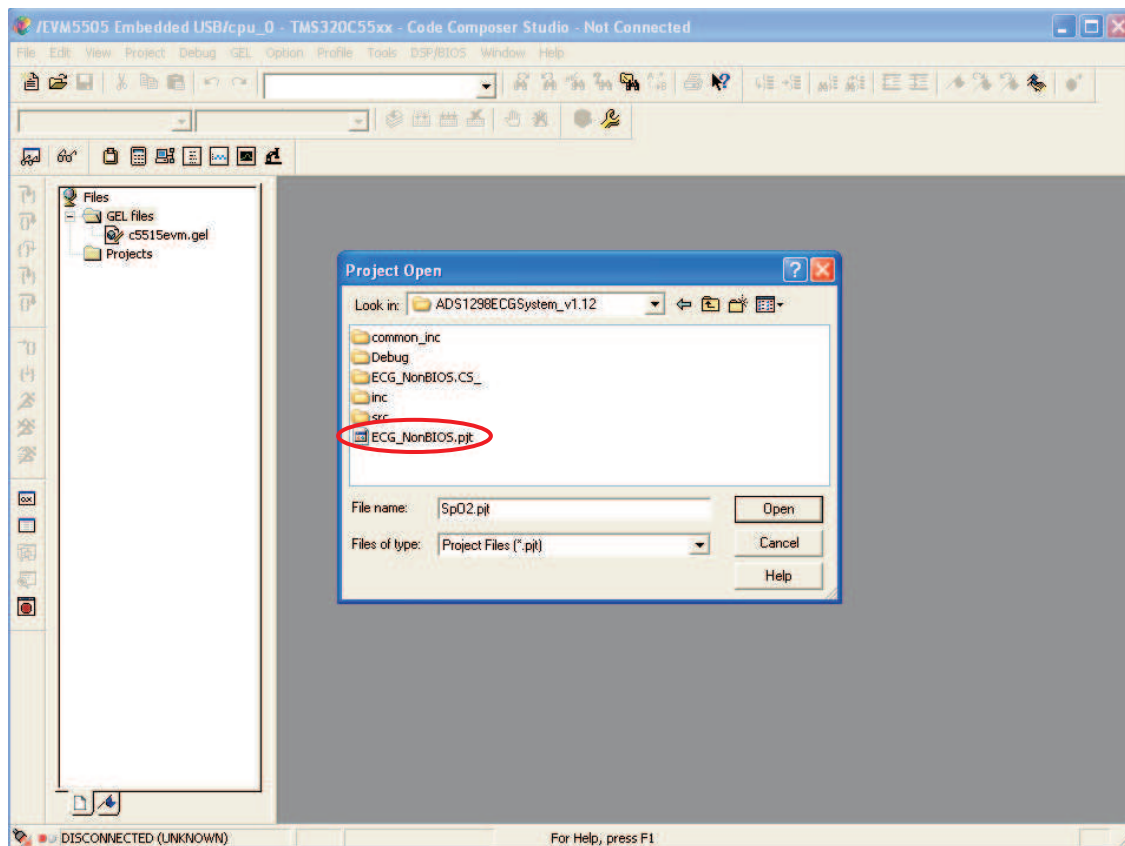 /EVM5505 Embedded USB/cpu_0 - TMS320C55xx - Code Composer Studio - Not Connected
File Edit View Project Debug GEL Option Profile Tools DSP/BIOS Window Help
Files
GEL files
c5515evm.gel
Projects
Project Open
Look in: ADS1298ECGSystem_v1.12
common_inc
Debug
ECG_NonBIOS.CS_
inc
src
ECG_NonBIOS.pjt
File name: SpO2.pjt Open
Files of type: Project Files (*.pjt) Cancel
Help
DISCONNECTED (UNKNOWN) For Help, press F1